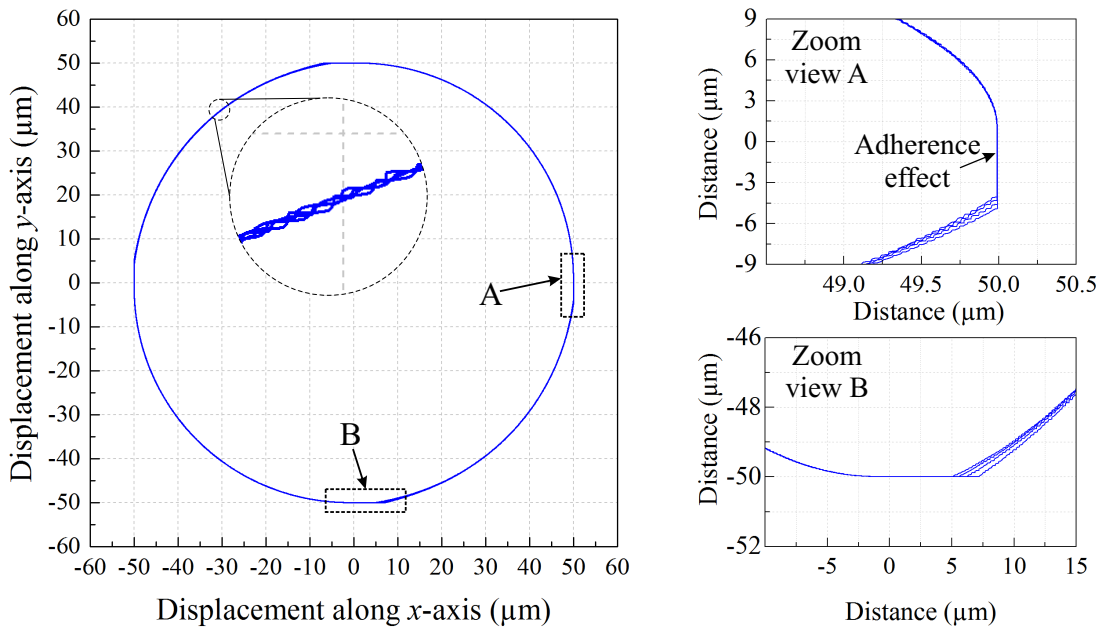 60
50
40
30
20
10
0
-10
-20
-30
-40
-50
-60
-60 -50 -40 -30 -20 -10 0 10 20 30 40 50 60
Displacement along y-axis (μm)
Displacement along x-axis (μm)
A
B
Zoom
view A
Adherence
effect
9
6
3
0
-3
-6
-9
49.0 49.5 50.0 50.5
Distance (μm)
Distance (μm)
Zoom
view B
-46
-48
-50
-52
-5 0 5 10 15
Distance (μm)
Distance (μm)